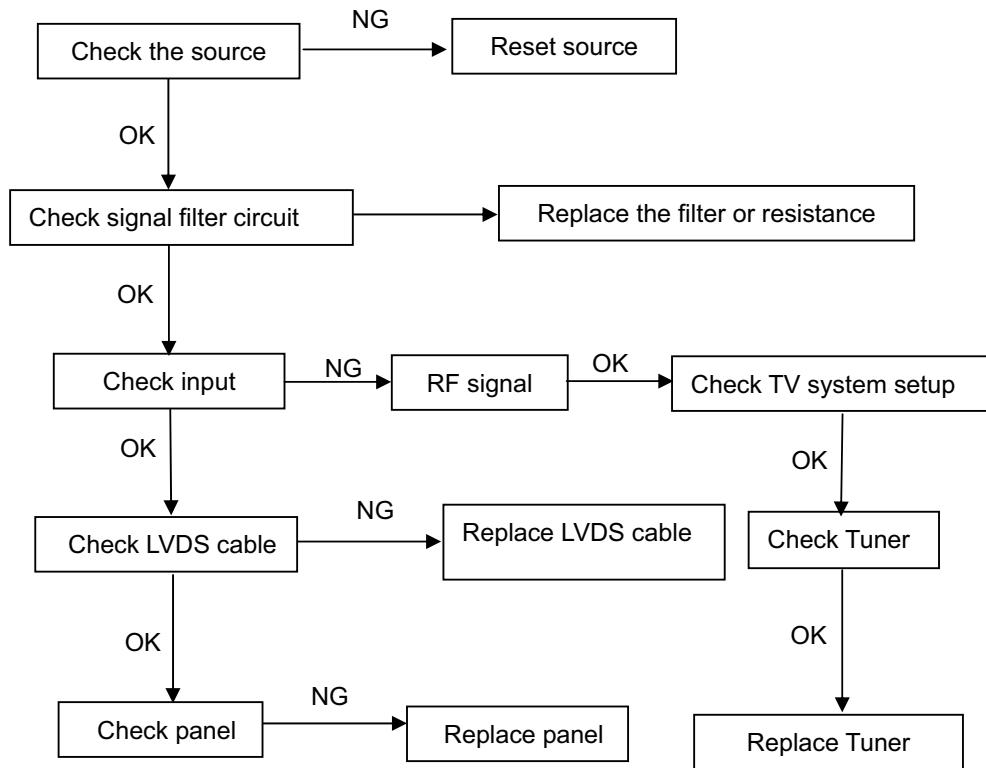 NG
Check the source
Reset source
OK
Check signal filter circuit
Replace the filter or resistance
OK
Check input
NG
RF signal
OK
Check TV system setup
OK
OK
Check LVDS cable
NG
Replace LVDS cable
Check Tuner
OK
OK
Check panel
NG
Replace panel
Replace Tuner